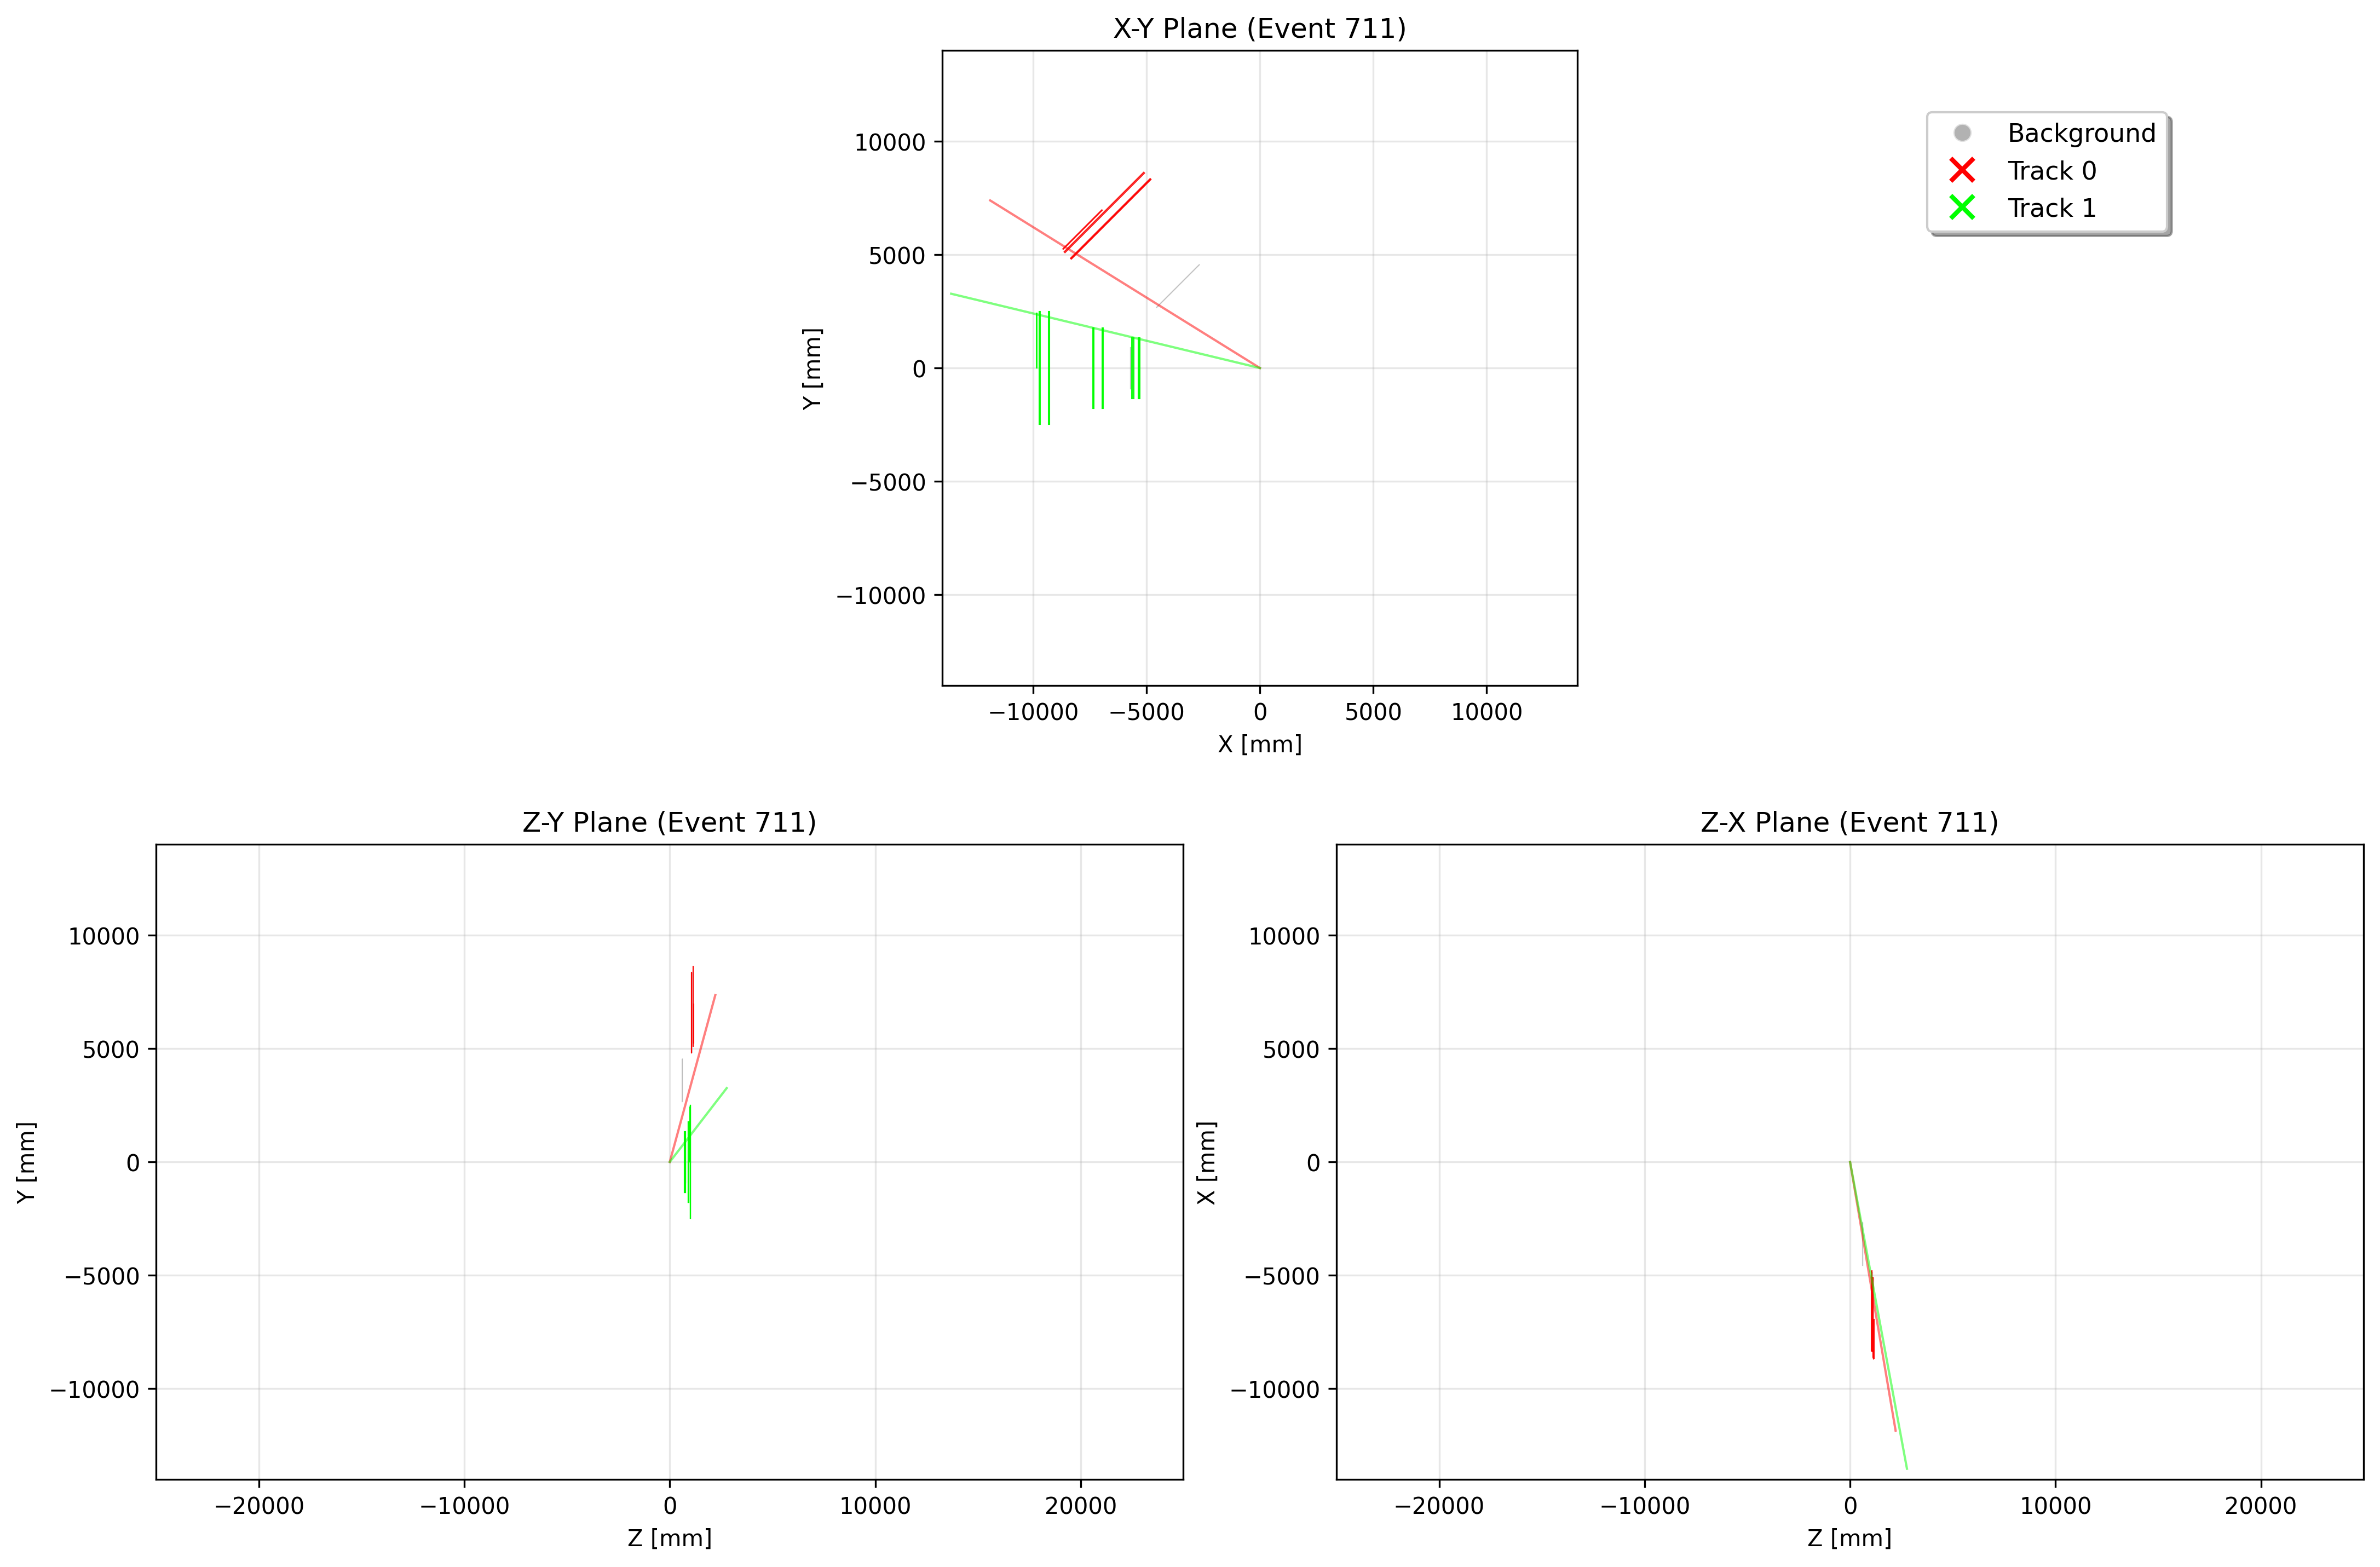 X-Y Plane (Event 711)
Background
Track 0
Track 1
10000
5000
0
−5000
−10000
Y [mm]
−10000 −5000 0 5000 10000
X [mm]
Z-Y Plane (Event 711)
10000
5000
0
−5000
−10000
Y [mm]
−20000 −10000 0 10000 20000
Z [mm]
Z-X Plane (Event 711)
10000
5000
0
−5000
−10000
X [mm]
−20000 −10000 0 10000 20000
Z [mm]